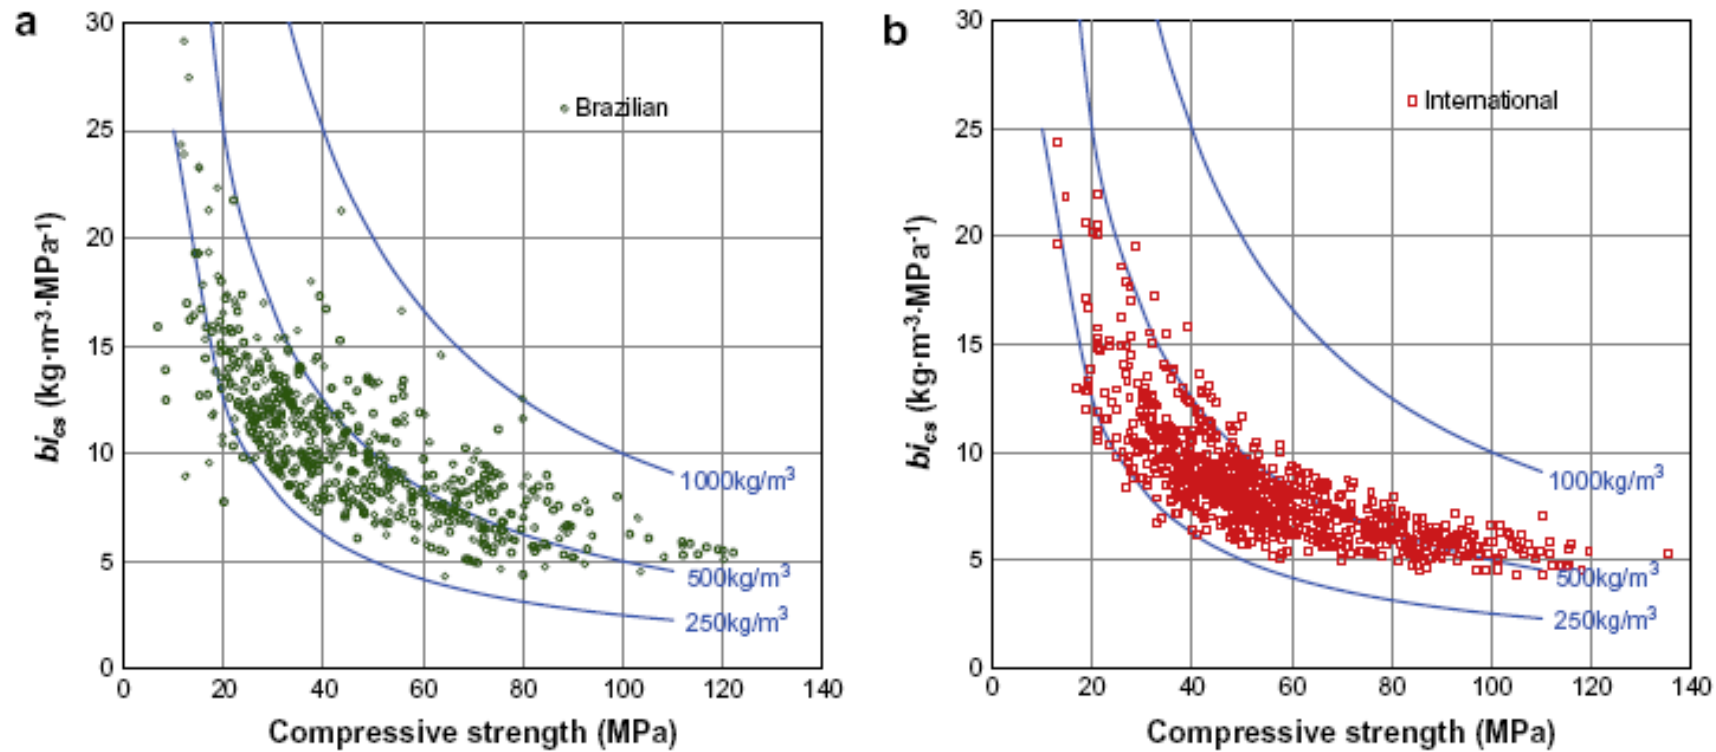 a
30
25
20
15
10
5
0
bi_cs (kg·m⁻³·MPa⁻¹)
Brazilian
1000kg/m³
500kg/m³
250kg/m³
0 20 40 60 80 100 120 140
Compressive strength (MPa)
b
30
25
20
15
10
5
0
bi_cs (kg·m⁻³·MPa⁻¹)
International
1000kg/m³
500kg/m³
250kg/m³
0 20 40 60 80 100 120 140
Compressive strength (MPa)